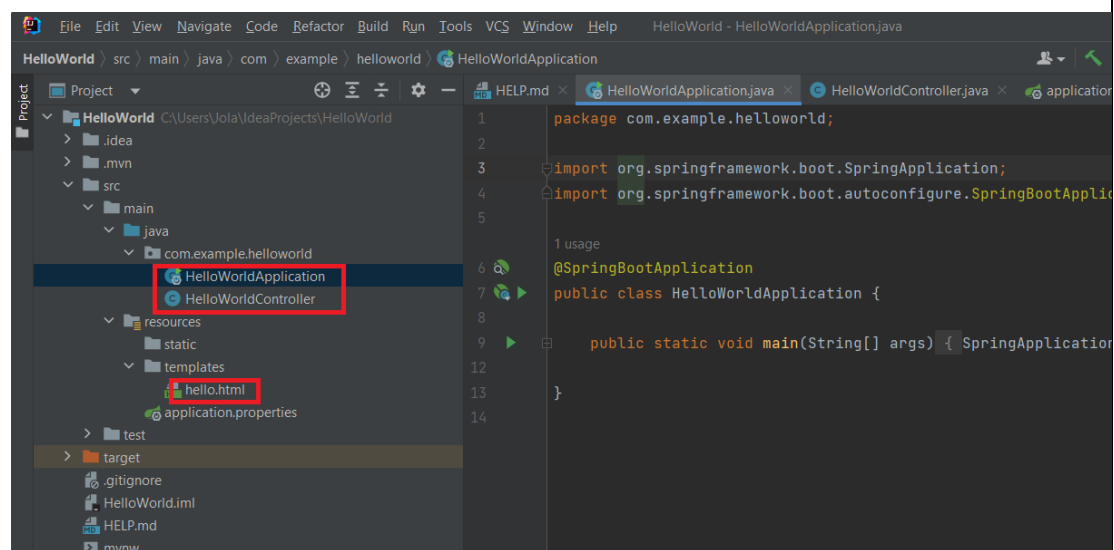 File Edit View Navigate Code Refactor Build Run Tools VCS Window Help HelloWorld - HelloWorldApplication.java
HelloWorld 〉 src 〉 main 〉 java 〉 com 〉 example 〉 helloworld 〉 HelloWorldApplication
Project
Project
HelloWorld C:\Users\Jola\IdeaProjects\HelloWorld
.idea
.mvn
src
main
java
com.example.helloworld
HelloWorldApplication
HelloWorldController
resources
static
templates
hello.html
application.properties
test
target
.gitignore
HelloWorld.iml
HELP.md
mvnw
HELP.md HelloWorldApplication.java HelloWorldController.java application
1 package com.example.helloworld;
2
3 import org.springframework.boot.SpringApplication;
4 import org.springframework.boot.autoconfigure.SpringBootApplic
5
1 usage
6 @SpringBootApplication
7 public class HelloWorldApplication {
8
9 public static void main(String[] args) { SpringApplication
12
13 }
14